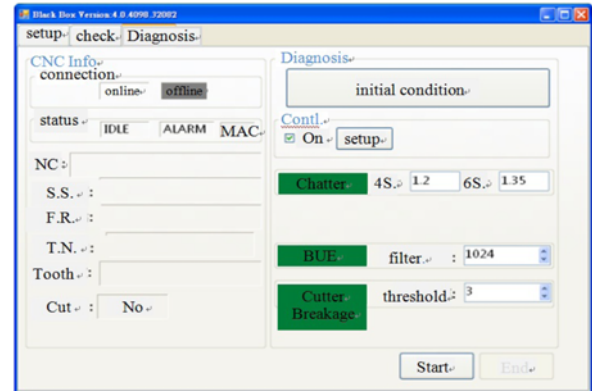 Black Box Version:4.0.4098.32082
setup check Diagnosis
CNC Info
connection
online offline
status
IDLE ALARM MAC
NC :
S.S. :
F.R. :
T.N. :
Tooth :
Cut : No
Diagnosis
initial condition
Contl.
On setup
Chatter 4S. 1.2 6S. 1.35
BUE filter : 1024
Cutter Breakage threshold : 3
Start End